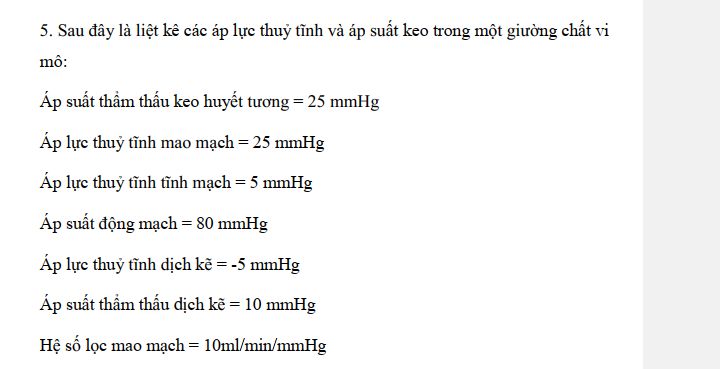 5. Sau đây là liệt kê các áp lực thuỷ tĩnh và áp suất keo trong một giường chất vi
mô:
Áp suất thẩm thấu keo huyết tương = 25 mmHg
Áp lực thuỷ tĩnh mao mạch = 25 mmHg
Áp lực thuỷ tĩnh tĩnh mạch = 5 mmHg
Áp suất động mạch = 80 mmHg
Áp lực thuỷ tĩnh dịch kẽ = -5 mmHg
Áp suất thẩm thấu dịch kẽ = 10 mmHg
Hệ số lọc mao mạch = 10ml/min/mmHg